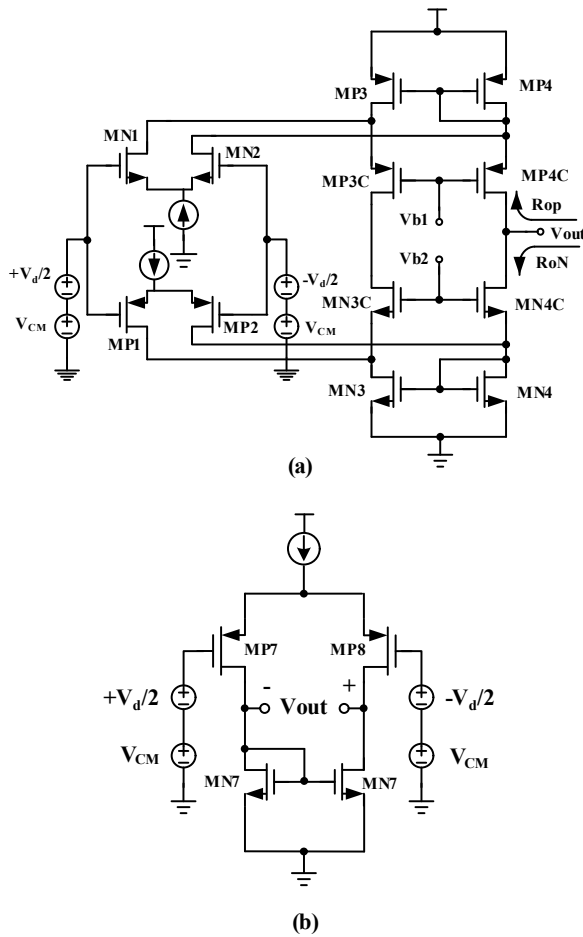 MP3
MP4
MN1
MN2
MP3C
MP4C
Rop
Vb1
Vout
Vb2
RoN
+Vd/2
-Vd/2
MN3C
MN4C
VCM
VCM
MP1
MP2
MN3
MN4
(a)
MP7
MP8
+Vd/2
- Vout +
-Vd/2
VCM
VCM
MN7
MN7
(b)